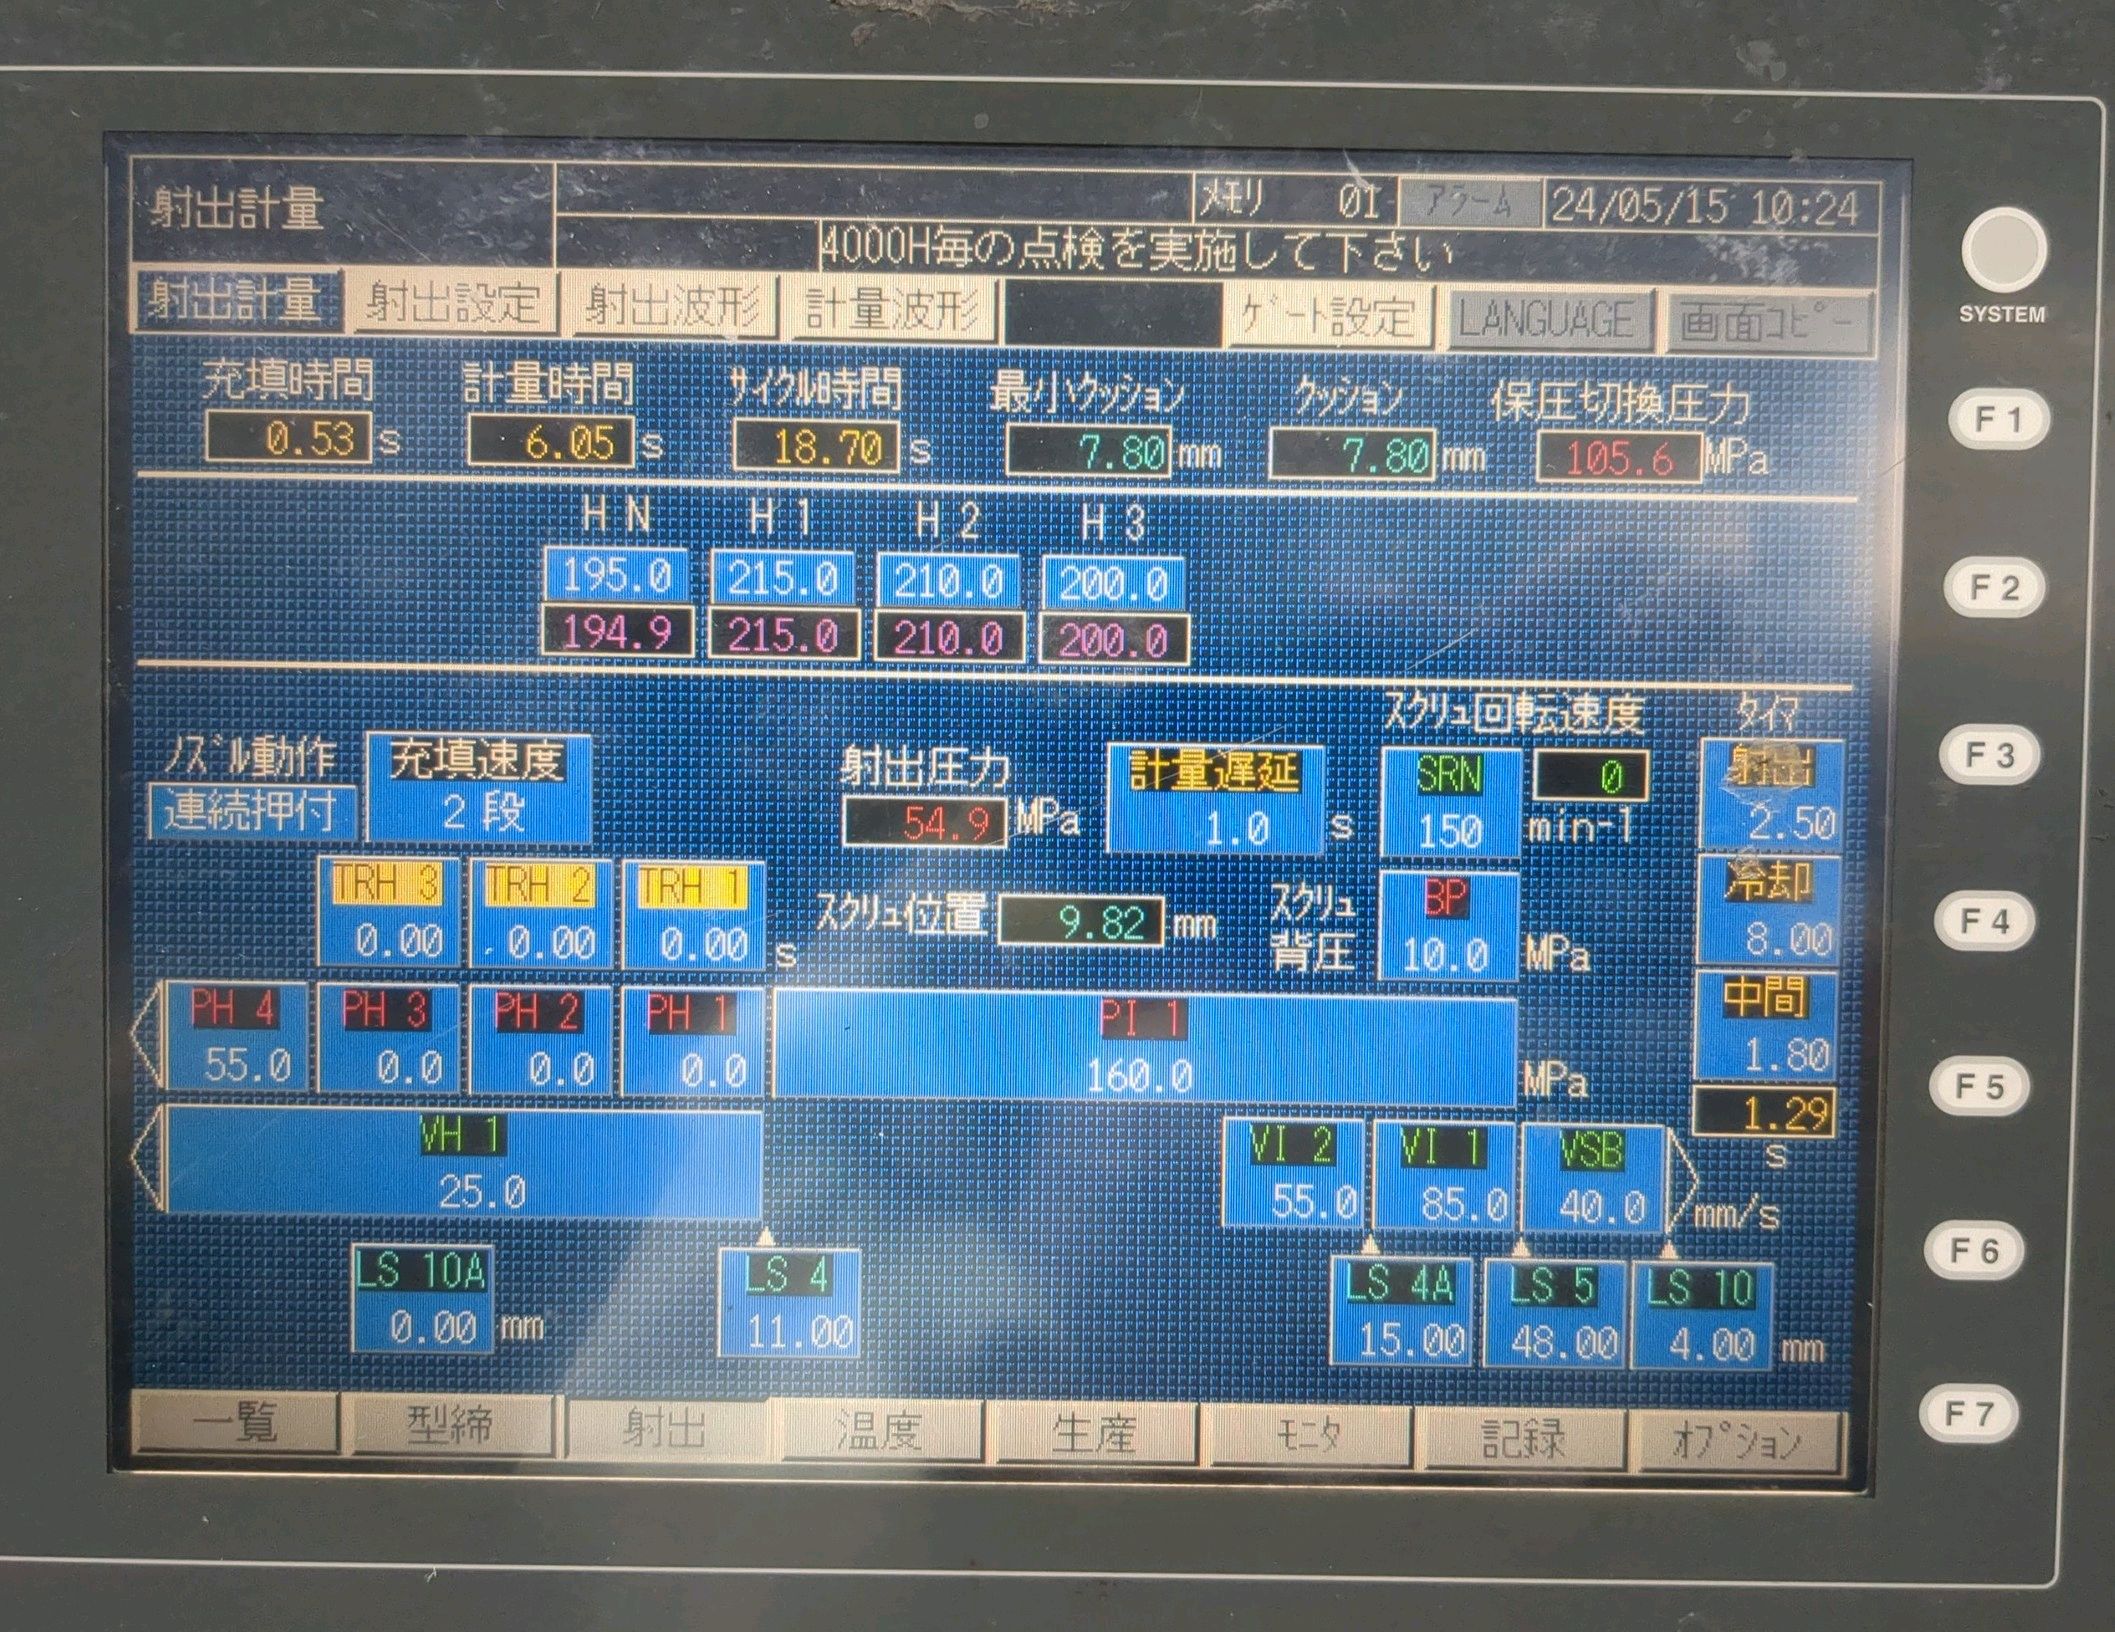 射出計量 メモリ 01 アラーム 24/05/15 10:24
4000H毎の点検を実施して下さい
射出計量 射出設定 射出波形 計量波形 ゲート設定 LANGUAGE 画面コピー
SYSTEM
充填時間 計量時間 サイクル時間 最小クッション クッション 保圧切換圧力
0.53 s 6.05 s 18.70 s 7.80 mm 7.80 mm 105.6 MPa
F1
HN H1 H2 H3
195.0 215.0 210.0 200.0
194.9 215.0 210.0 200.0
F2
スクリュ回転速度 タイマ
ノズル動作 充填速度 射出圧力 計量遅延 SRN 0 射出
連続押付 2段 54.9 MPa 1.0 s 150 min-1 2.50
F3
TRH 3 TRH 2 TRH 1 スクリュ位置 9.82 mm スクリュ背圧 BP 冷却
0.00 0.00 0.00 s 10.0 MPa 8.00
F4
PH 4 PH 3 PH 2 PH 1 PI 1 中間
55.0 0.0 0.0 0.0 160.0 MPa 1.80
F5
1.29
s
VH 1 VI 2 VI 1 VSB
25.0 55.0 85.0 40.0 mm/s
F6
LS 10A LS 4 LS 4A LS 5 LS 10
0.00 mm 11.00 15.00 48.00 4.00 mm
一覧 型締 射出 温度 生産 モニタ 記録 オプション
F7